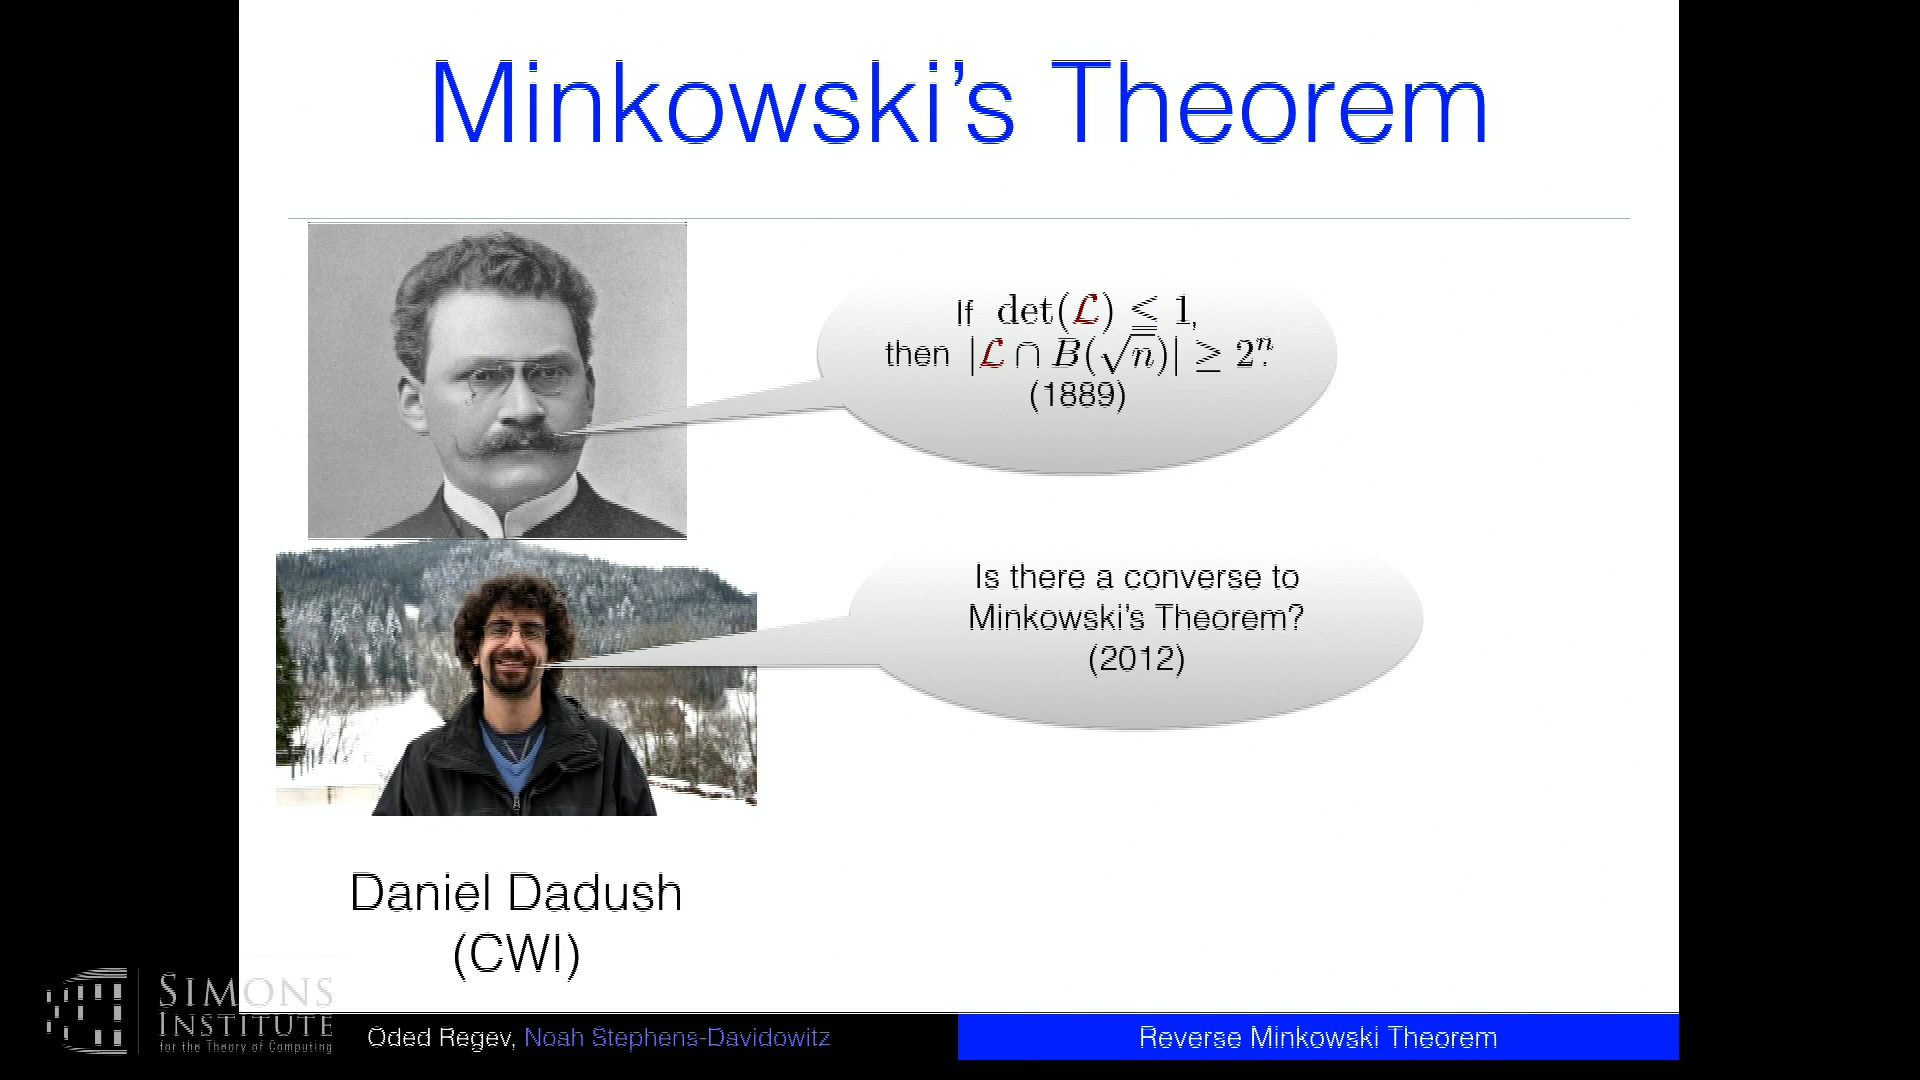 Minkowski's Theorem
If det(ℒ) ≤ 1,
then |ℒ ∩ B(√n)| ≥ 2ⁿ.
(1889)
Is there a converse to
Minkowski's Theorem?
(2012)
Daniel Dadush
(CWI)
SIMONS
INSTITUTE
for the Theory of Computing
Oded Regev, Noah Stephens-Davidowitz
Reverse Minkowski Theorem